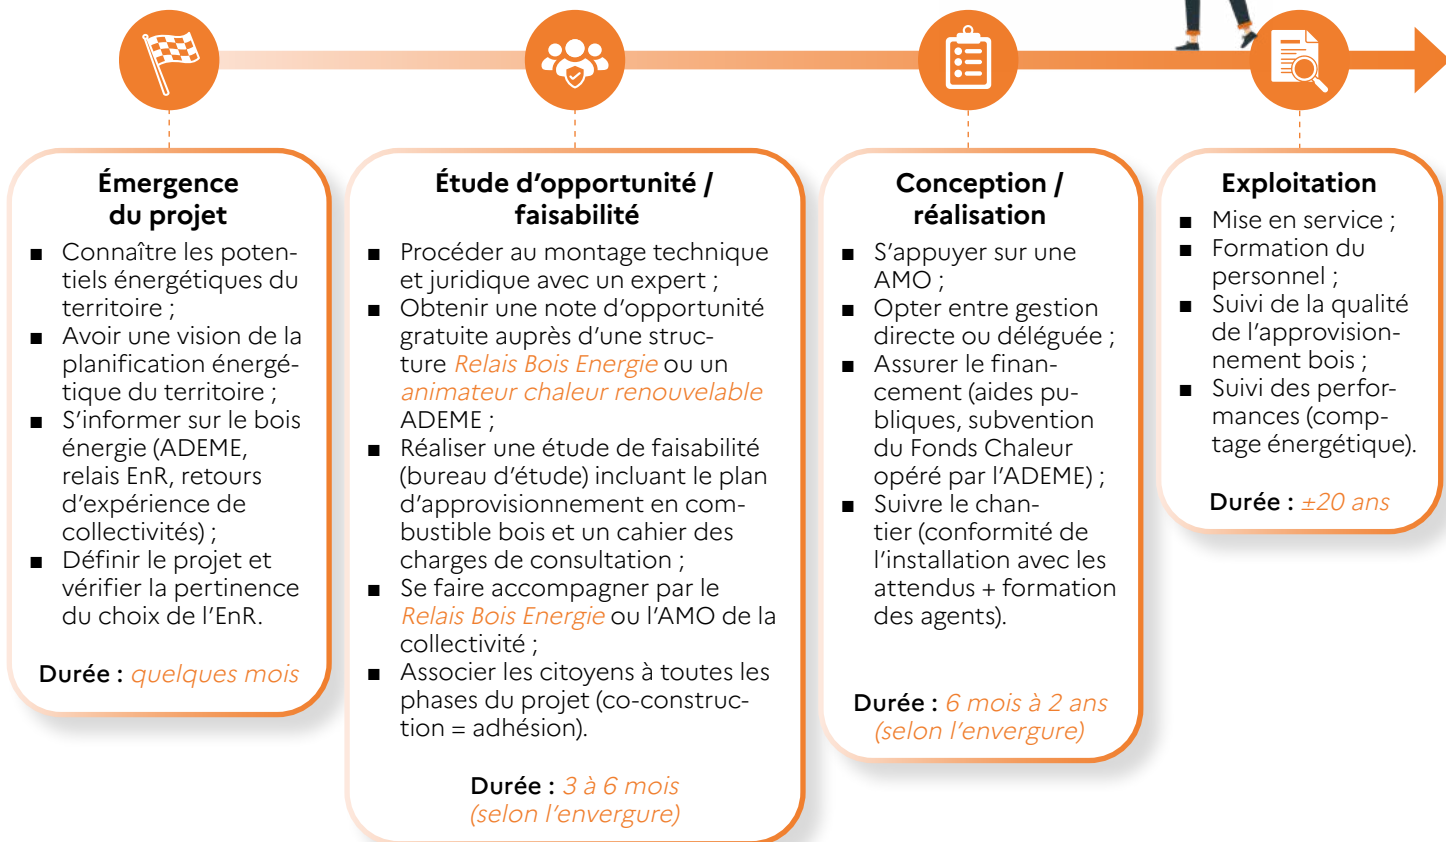 Émergence
du projet
■ Connaître les poten-
tiels énergétiques du
territoire ;
■ Avoir une vision de la
planification énergé-
tique du territoire ;
■ S’informer sur le bois
énergie (ADEME,
relais EnR, retours
d’expérience de
collectivités) ;
■ Définir le projet et
vérifier la pertinence
du choix de l’EnR.
Durée : quelques mois
Étude d’opportunité /
faisabilité
■ Procéder au montage technique
et juridique avec un expert ;
■ Obtenir une note d’opportunité
gratuite auprès d’une struc-
ture Relais Bois Energie ou un
animateur chaleur renouvelable
ADEME ;
■ Réaliser une étude de faisabilité
(bureau d’étude) incluant le plan
d’approvisionnement en com-
bustible bois et un cahier des
charges de consultation ;
■ Se faire accompagner par le
Relais Bois Energie ou l’AMO de la
collectivité ;
■ Associer les citoyens à toutes les
phases du projet (co-construc-
tion = adhésion).
Durée : 3 à 6 mois
(selon l’envergure)
Conception /
réalisation
■ S’appuyer sur une
AMO ;
■ Opter entre gestion
directe ou déléguée ;
■ Assurer le finan-
cement (aides pu-
bliques, subvention
du Fonds Chaleur
opéré par l’ADEME) ;
■ Suivre le chan-
tier (conformité de
l’installation avec les
attendus + formation
des agents).
Durée : 6 mois à 2 ans
(selon l’envergure)
Exploitation
■ Mise en service ;
■ Formation du
personnel ;
■ Suivi de la qualité
de l’approvision-
nement bois ;
■ Suivi des perfor-
mances (comp-
tage énergétique).
Durée : ±20 ans